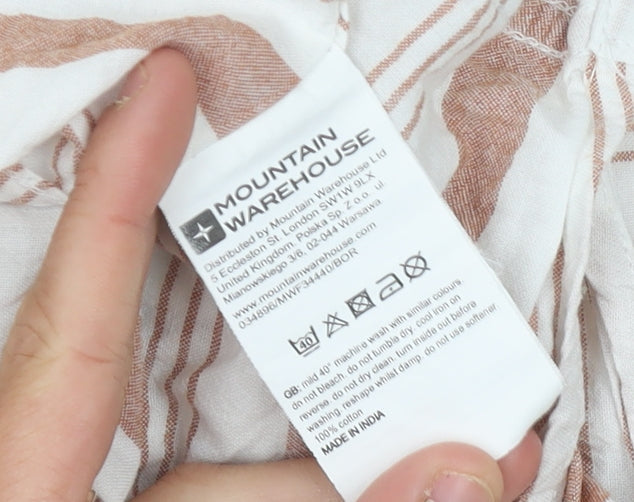 MOUNTAIN
WAREHOUSE
Distributed by Mountain Warehouse Ltd
5 Eccleston St. London SW1W 9LX
United Kingdom. Polska Sp. Z o.o., ul.
Mianowskiego 3/6, 02-044 Warsawa.
www.mountainwarehouse.com
034896/MWF34440/BOR
40°
GB: mild 40° machine wash with similar colours.
do not bleach. do not tumble dry. cool iron on
reverse. do not dry clean. turn inside out before
washing. reshape whilst damp. do not use softener
100% cotton
MADE IN INDIA